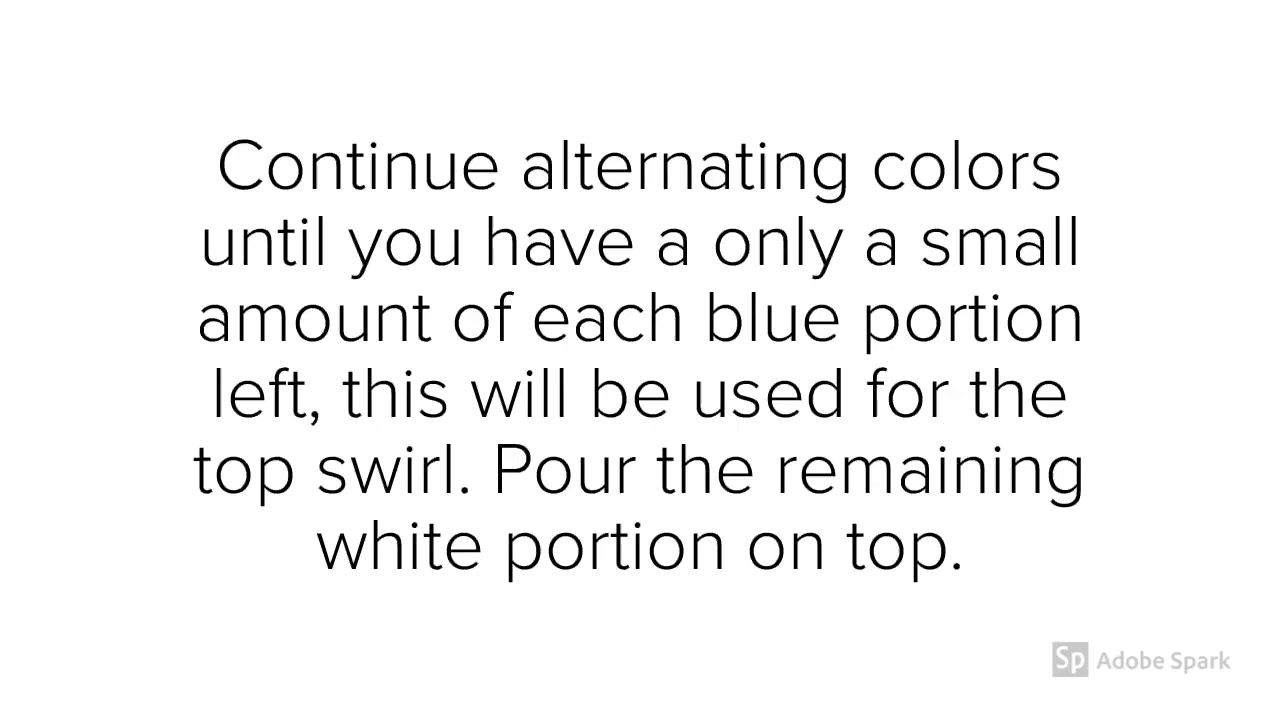 Continue alternating colors
until you have a only a small
amount of each blue portion
left, this will be used for the
top swirl. Pour the remaining
white portion on top.
Sp Adobe Spark